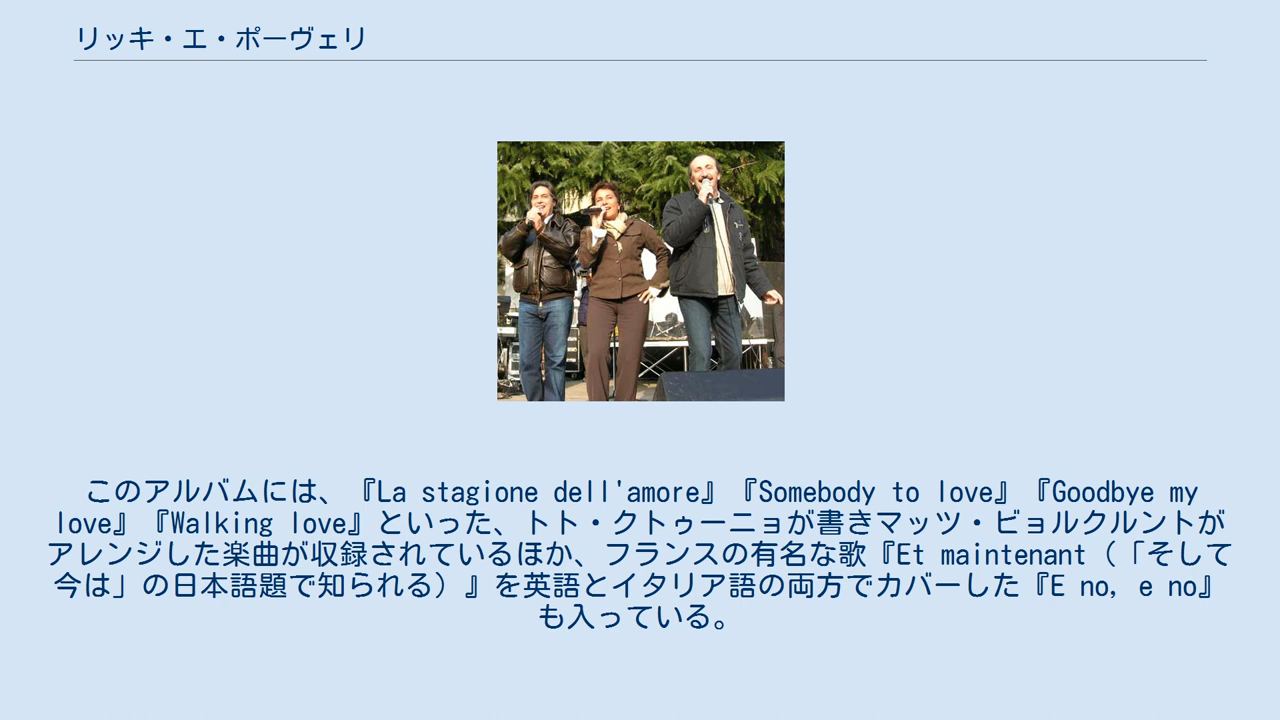 リッキ・エ・ポーヴェリ
このアルバムには、『La stagione dell'amore』『Somebody to love』『Goodbye my
love』『Walking love』といった、トト・クトゥーニョが書きマッツ・ビョルクルントが
アレンジした楽曲が収録されているほか、フランスの有名な歌『Et maintenant（「そして
今は」の日本語題で知られる）』を英語とイタリア語の両方でカバーした『E no, e no』
も入っている。